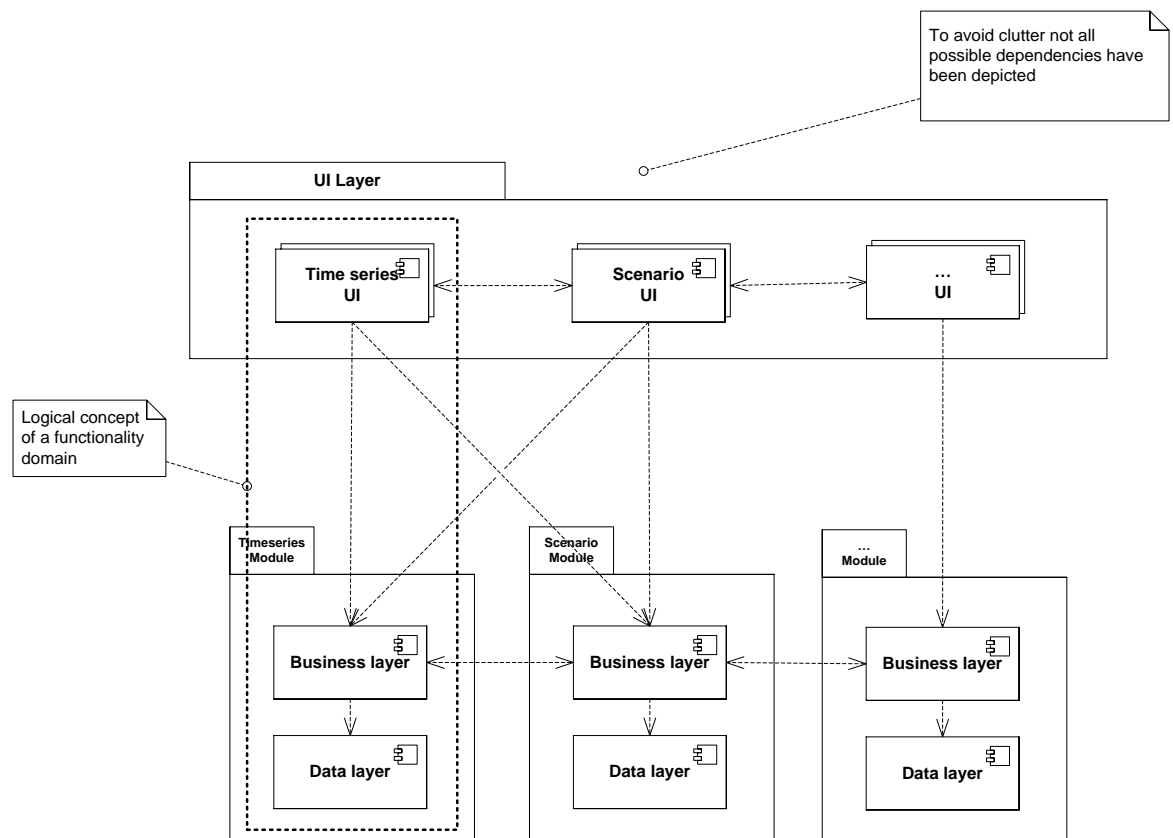 To avoid clutter not all
possible dependencies have
been depicted
UI Layer
Time series
UI
Scenario
UI
...
UI
Logical concept
of a functionality
domain
Timeseries
Module
Scenario
Module
...
Module
Business layer
Business layer
Business layer
Data layer
Data layer
Data layer